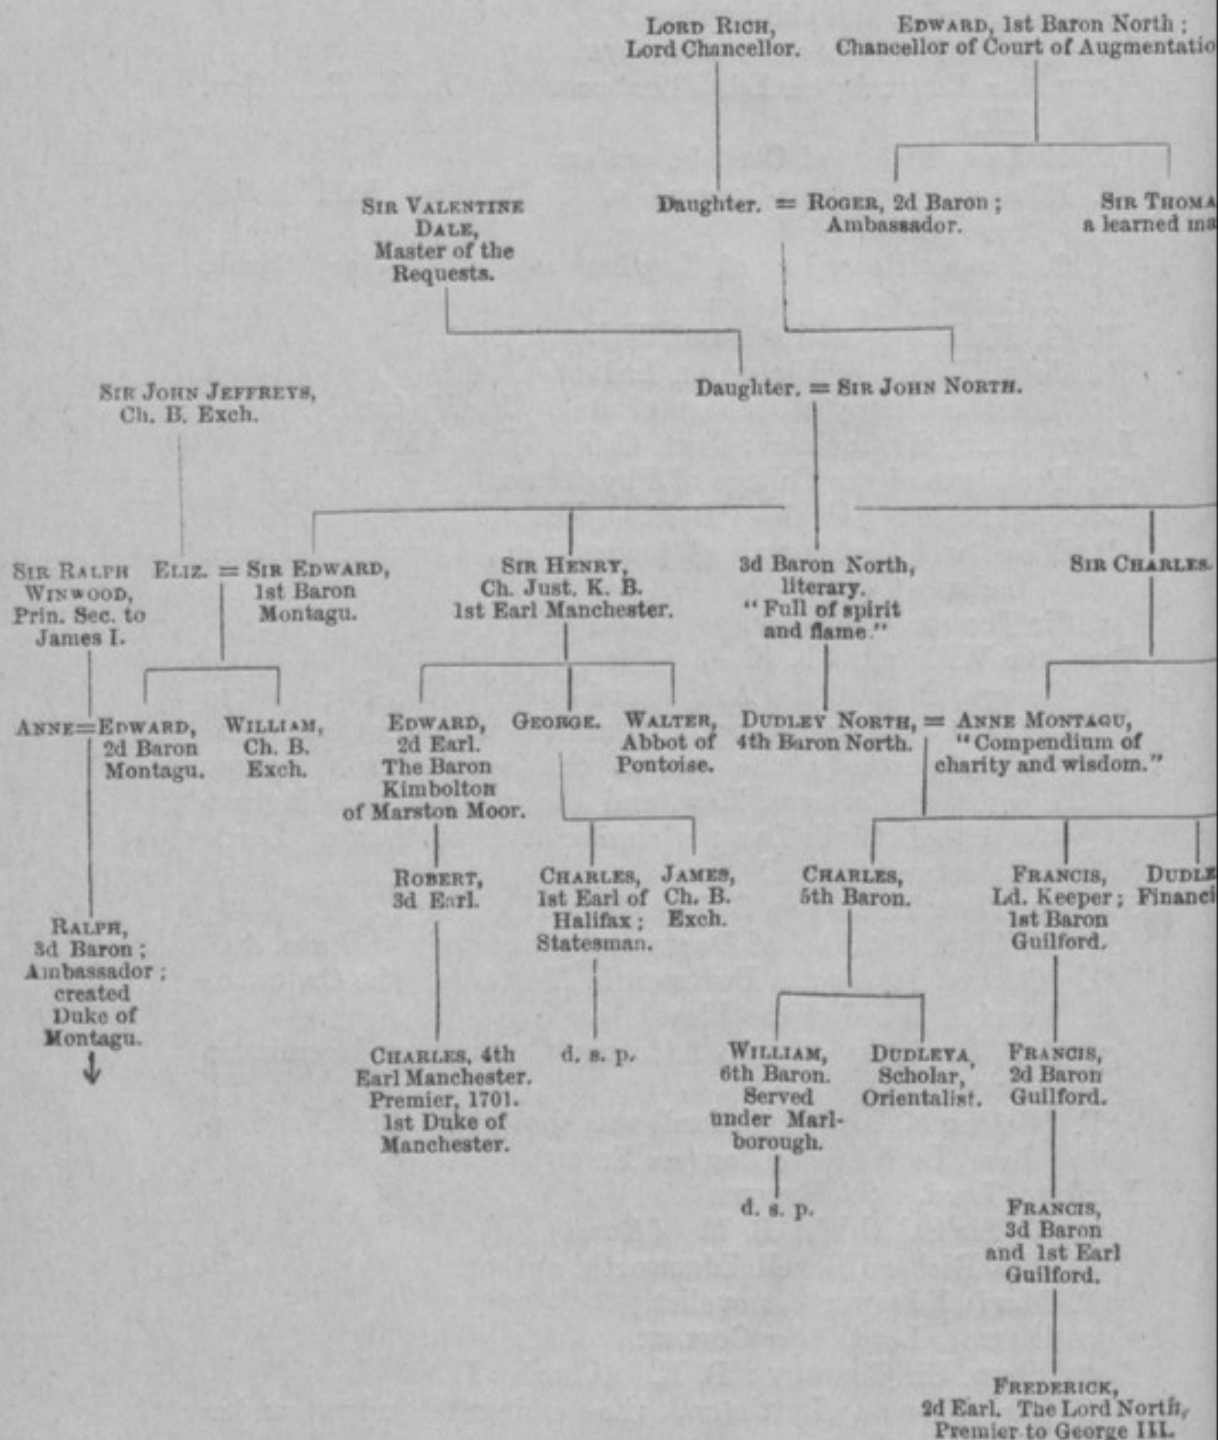 LORD RICH,
Lord Chancellor.
EDWARD, 1st Baron North ;
Chancellor of Court of Augmentatio
SIR VALENTINE
DALE,
Master of the
Requests.
Daughter. = ROGER, 2d Baron ;
Ambassador.
SIR THOMA
a learned ma
SIR JOHN JEFFREYS,
Ch. B. Exch.
Daughter. = SIR JOHN NORTH.
SIR RALPH
WINWOOD,
Prin. Sec. to
James I.
ELIZ. = SIR EDWARD,
1st Baron
Montagu.
SIR HENRY,
Ch. Just. K. B.
1st Earl Manchester.
3d Baron North,
literary.
"Full of spirit
and flame."
SIR CHARLES.
ANNE=EDWARD,
2d Baron
Montagu.
WILLIAM,
Ch. B.
Exch.
EDWARD,
2d Earl.
The Baron
Kimbolton
of Marston Moor.
GEORGE.
WALTER,
Abbot of
Pontoise.
DUDLEY NORTH, = ANNE MONTAGU,
4th Baron North.
"Compendium of
charity and wisdom."
RALPH,
3d Baron ;
Ambassador ;
created
Duke of
Montagu.
ROBERT,
3d Earl.
CHARLES,
1st Earl of
Halifax ;
Statesman.
JAMES,
Ch. B.
Exch.
CHARLES,
5th Baron.
FRANCIS,
Ld. Keeper ;
1st Baron
Guilford.
DUDLE
Financi
CHARLES, 4th
Earl Manchester.
Premier, 1701.
1st Duke of
Manchester.
d. s. p.
WILLIAM,
6th Baron.
Served
under Marl-
borough.
DUDLEYA,
Scholar,
Orientalist.
FRANCIS,
2d Baron
Guilford.
d. s. p.
FRANCIS,
3d Baron
and 1st Earl
Guilford.
FREDERICK,
2d Earl. The Lord North,
Premier to George III.